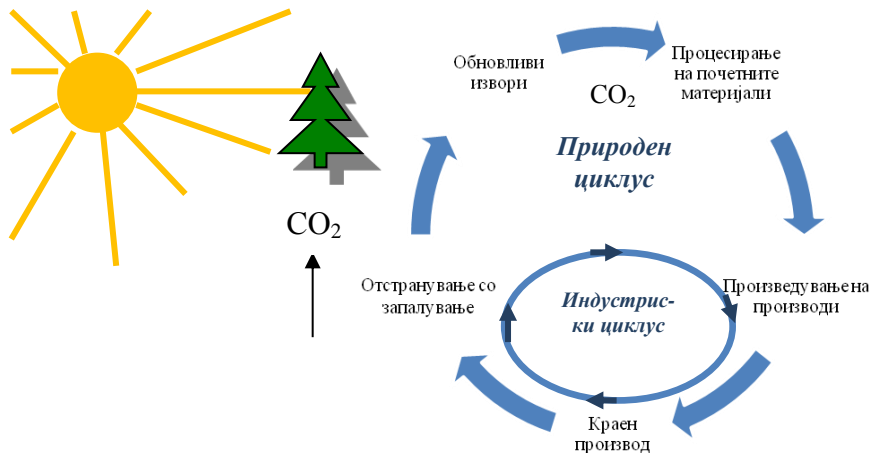 Обновливи
извори
Процесирање
на почетните
материјали
CO₂
Природен
циклус
CO₂
Отстранување со
запалување
Индустрис-
ки циклус
Произведување на
производи
Краен
производ